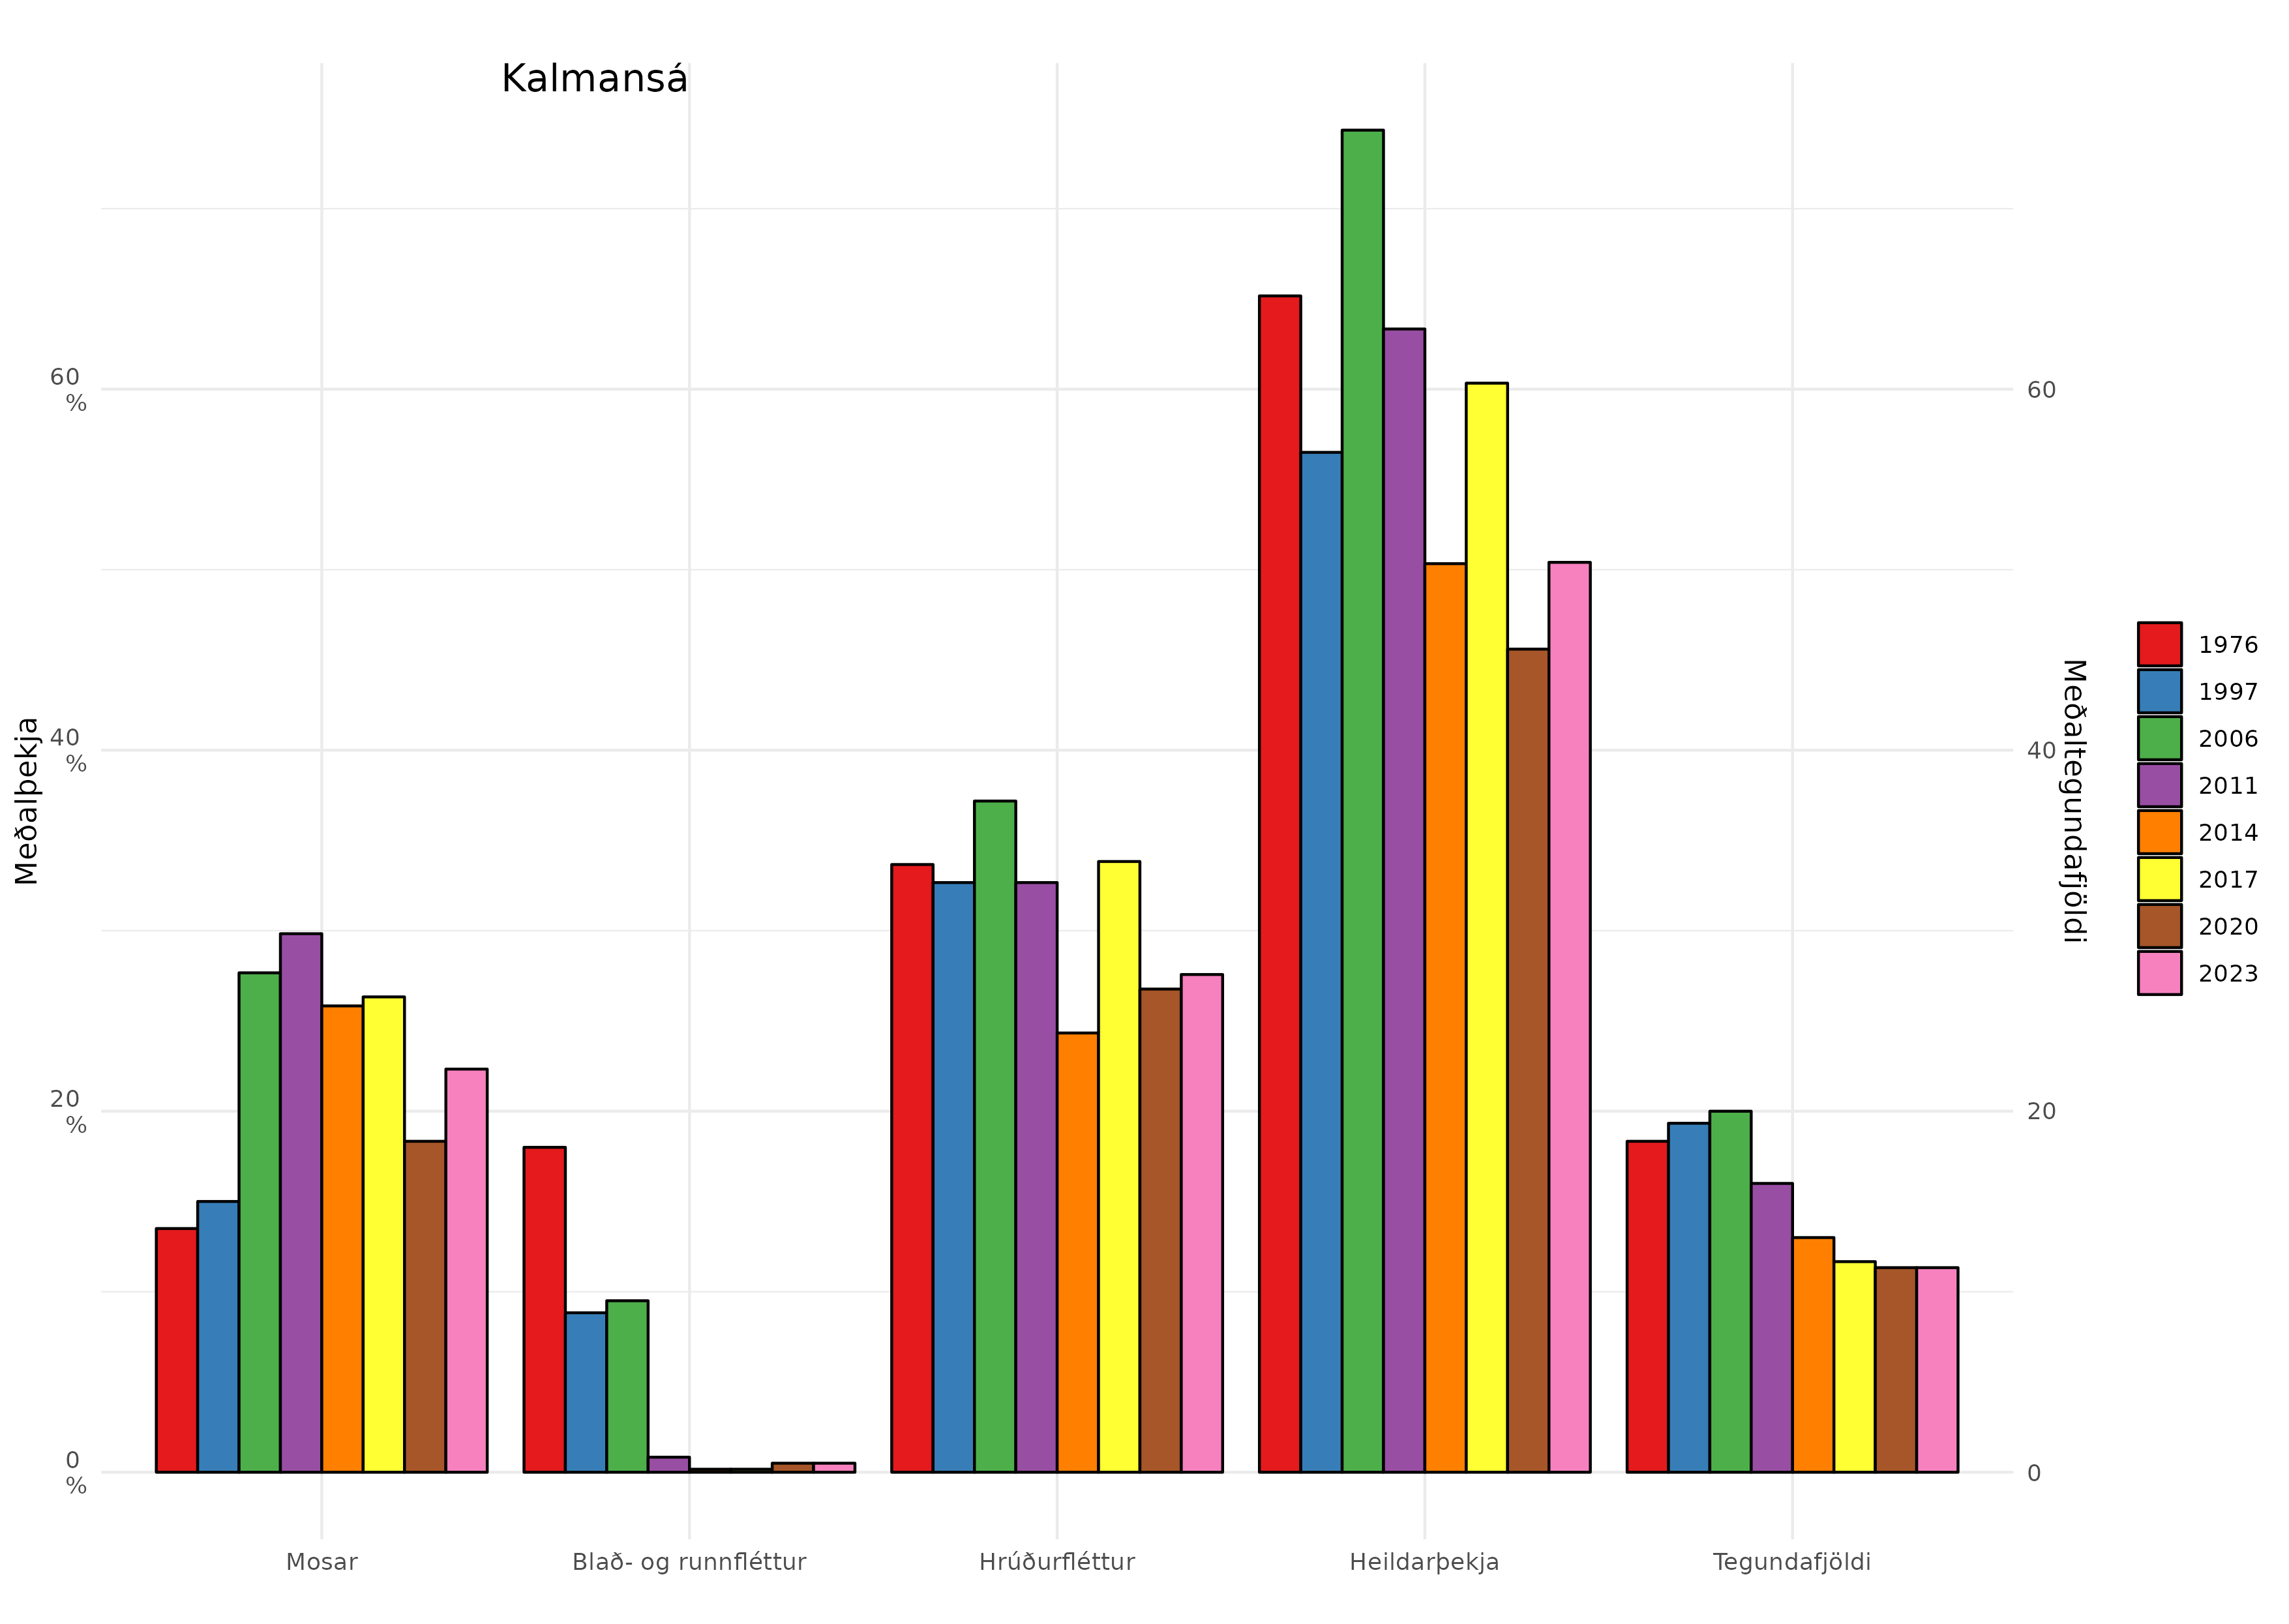 Kalmansá
Meðalþekja
60
%
40
%
20
%
0
%
60
40
20
0
Meðaltegundafjöldi
Mosar
Blað- og runnfléttur
Hrúðurfléttur
Heildarþekja
Tegundafjöldi
1976
1997
2006
2011
2014
2017
2020
2023